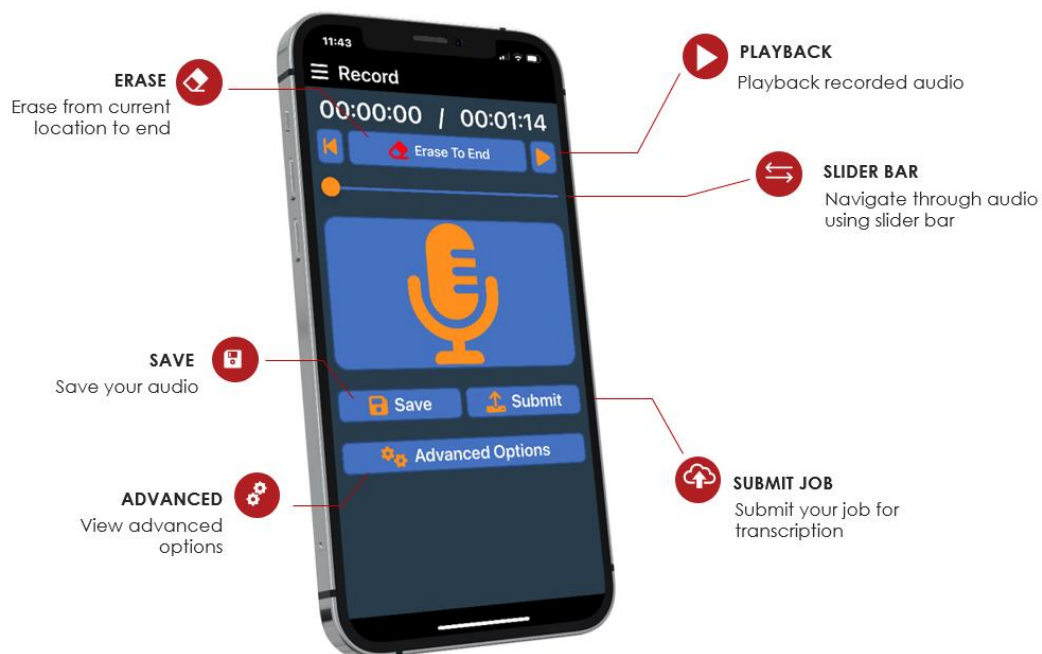 11:43
Record
00:00:00 / 00:01:14
Erase To End
Save
Submit
Advanced Options
ERASE
Erase from current
location to end
SAVE
Save your audio
ADVANCED
View advanced
options
PLAYBACK
Playback recorded audio
SLIDER BAR
Navigate through audio
using slider bar
SUBMIT JOB
Submit your job for
transcription